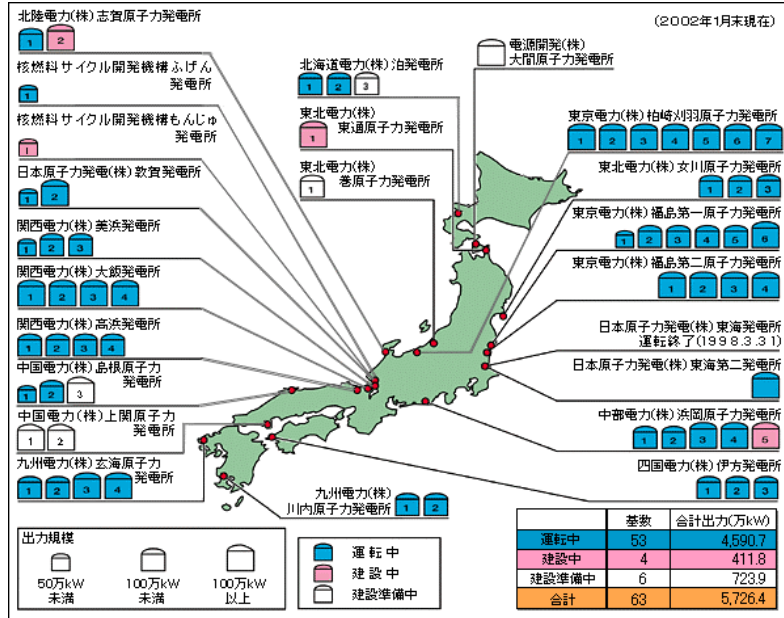 (2002年1月末現在)
北陸電力(株)志賀原子力発電所
1 2
核燃料サイクル開発機構ふげん
発電所
1
核燃料サイクル開発機構もんじゅ
発電所
1
日本原子力発電(株)敦賀発電所
1 2
関西電力(株)美浜発電所
1 2 3
関西電力(株)大飯発電所
1 2 3 4
関西電力(株)高浜発電所
1 2 3 4
中国電力(株)島根原子力
発電所
1 2 3
中国電力(株)上関原子力
発電所
1 2
九州電力(株)玄海原子力
発電所
1 2 3 4
電源開発(株)
大間原子力発電所
北海道電力(株)泊発電所
1 2 3
東北電力(株)
東通原子力発電所
1
東北電力(株)
巻原子力発電所
1
東京電力(株)柏崎刈羽原子力発電所
1 2 3 4 5 6 7
東北電力(株)女川原子力発電所
1 2 3
東京電力(株)福島第一原子力発電所
1 2 3 4 5 6
東京電力(株)福島第二原子力発電所
1 2 3 4
日本原子力発電(株)東海発電所
運転終了(1998.3.31)
日本原子力発電(株)東海第二発電所
中部電力(株)浜岡原子力発電所
1 2 3 4 5
四国電力(株)伊方発電所
1 2 3
九州電力(株)
川内原子力発電所
1 2
出力規模
50万kW 100万kW 100万kW
未満 未満 以上
運転中
建設中
建設準備中
基数 合計出力(万kW)
運転中 53 4,590.7
建設中 4 411.8
建設準備中 6 723.9
合計 63 5,726.4